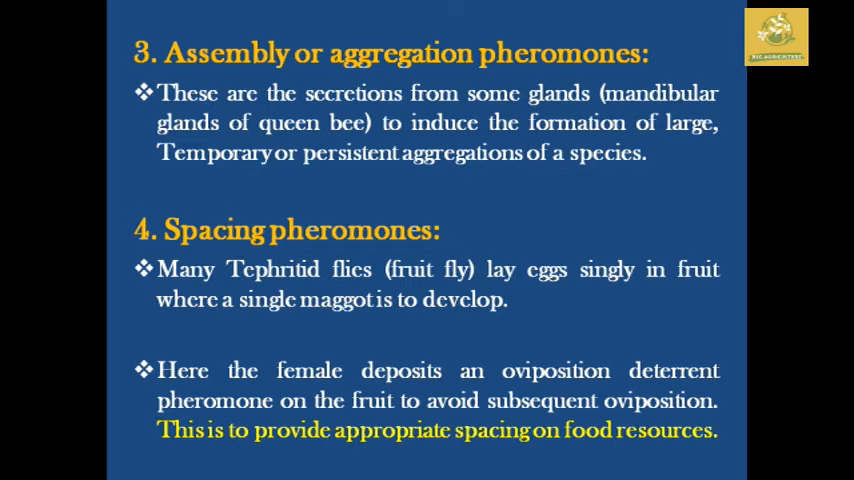 3. Assembly or aggregation pheromones:
❖These are the secretions from some glands (mandibular
glands of queen bee) to induce the formation of large,
Temporary or persistent aggregations of a species.
4. Spacing pheromones:
❖Many Tephritid flies (fruit fly) lay eggs singly in fruit
where a single maggot is to develop.
❖Here the female deposits an oviposition deterrent
pheromone on the fruit to avoid subsequent oviposition.
This is to provide appropriate spacing on food resources.
BSC AGRICULTURE